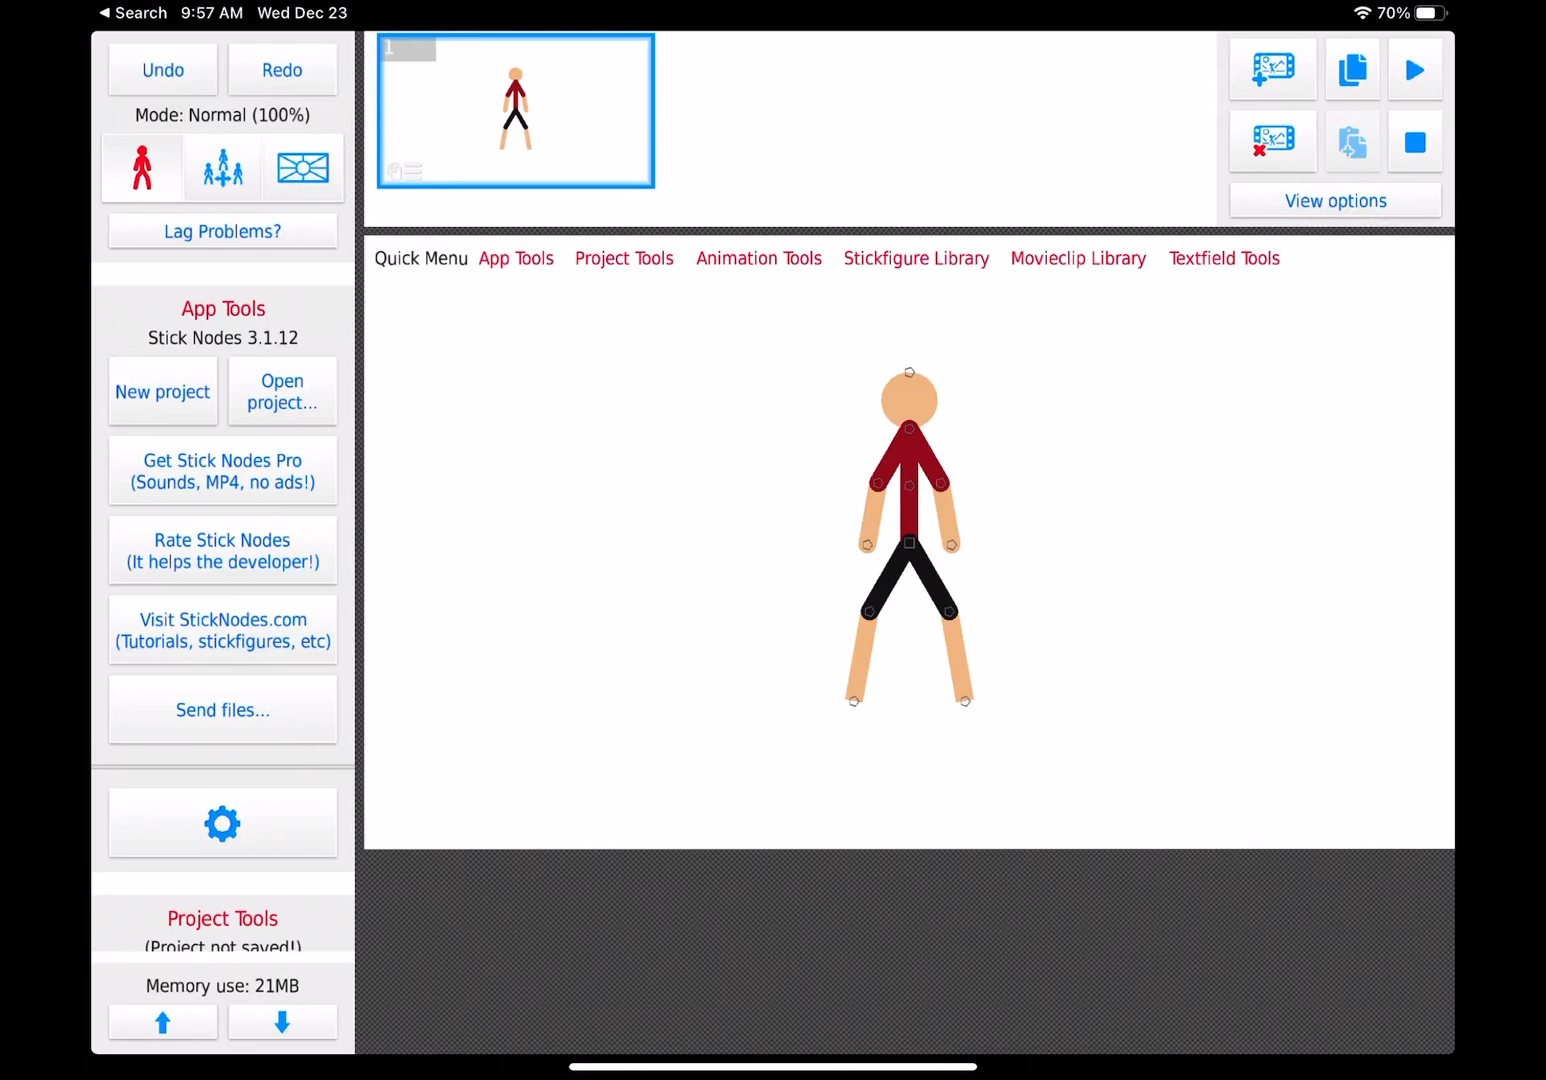 Search 9:57 AM Wed Dec 23
70%
Undo
Redo
Mode: Normal (100%)
Lag Problems?
App Tools
Stick Nodes 3.1.12
New project
Open
project...
Get Stick Nodes Pro
(Sounds, MP4, no ads!)
Rate Stick Nodes
(It helps the developer!)
Visit StickNodes.com
(Tutorials, stickfigures, etc)
Send files...
Project Tools
(Project not saved!)
Memory use: 21MB
1
View options
Quick Menu App Tools Project Tools Animation Tools Stickfigure Library Movieclip Library Textfield Tools